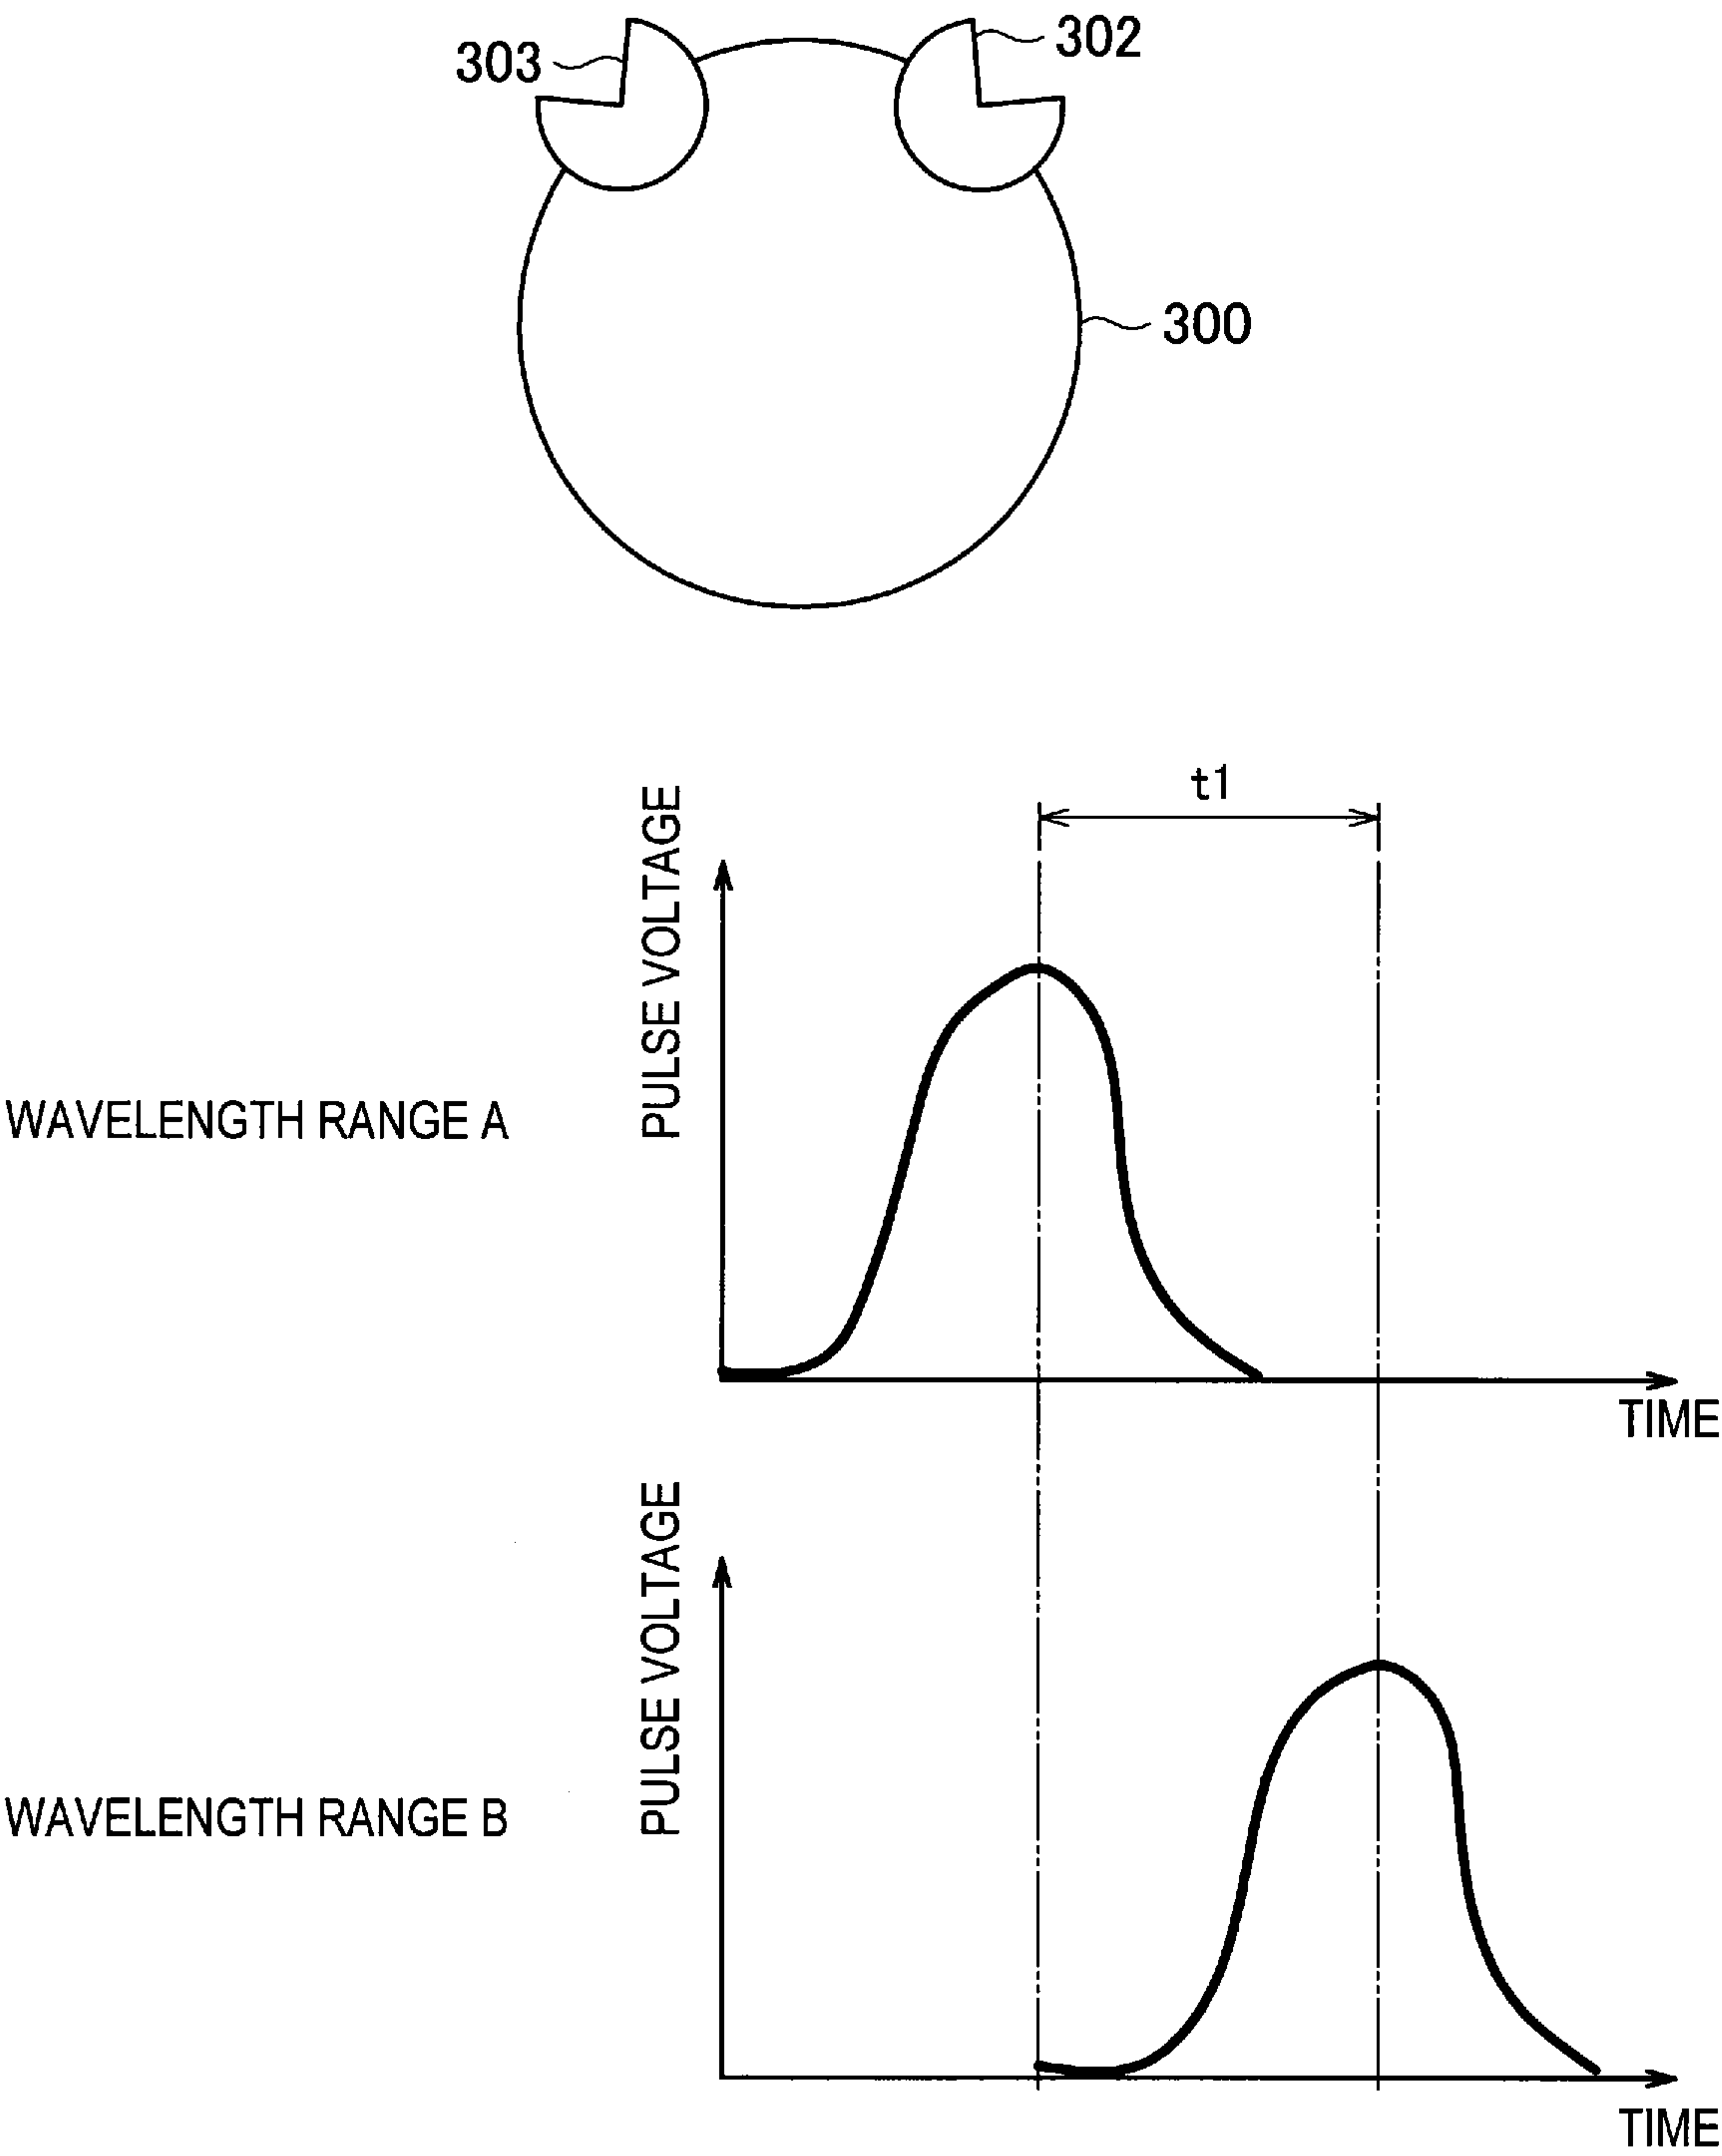 302
303
300
t1
PULSE VOLTAGE
WAVELENGTH RANGE A
TIME
PULSE VOLTAGE
WAVELENGTH RANGE B
TIME